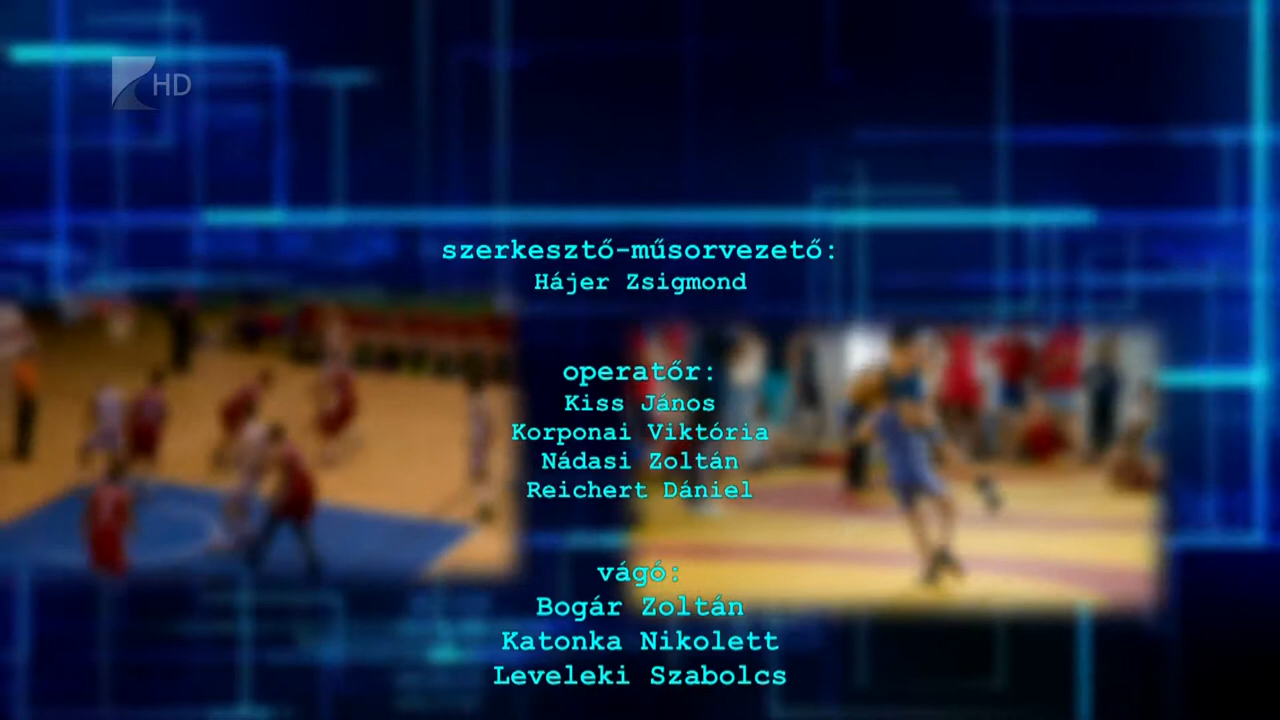 HD
szerkesztő-műsorvezető:
Hájer Zsigmond
operatőr:
Kiss János
Korponai Viktória
Nádasi Zoltán
Reichert Dániel
vágó:
Bogár Zoltán
Katonka Nikolett
Leveleki Szabolcs